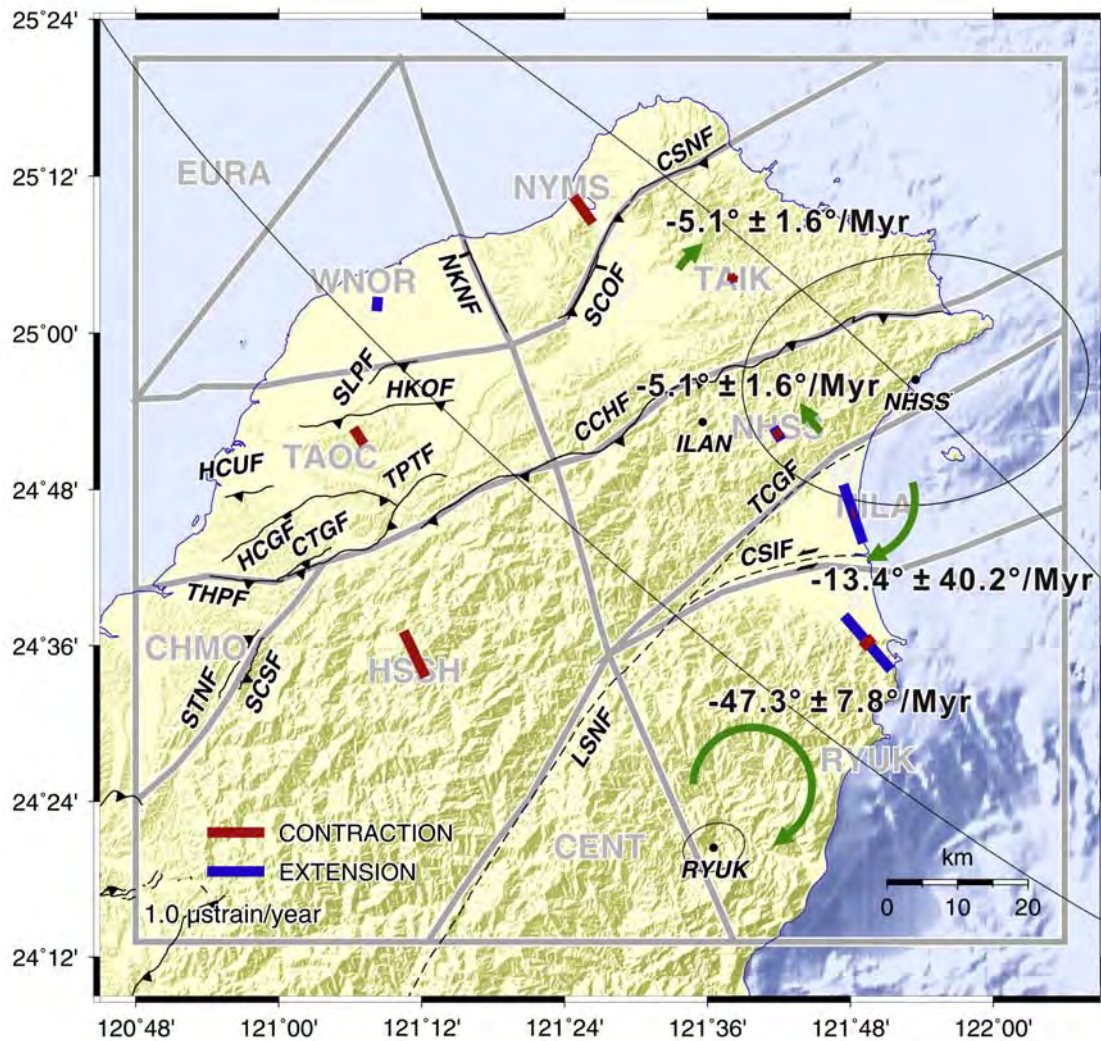 25°24'
25°12'
25°00'
24°48'
24°36'
24°24'
24°12'
EURA
NYMS
CSNF
-5.1° ± 1.6°/Myr
WNOR
NKNF
SCOF
TAIK
SLPF
HKOF
-5.1° ± 1.6°/Myr
NHSS
CCHF
ILAN
NHSS
TAOC
HCUF
TPTF
TCGF
NILA
HCGF
CTGF
CSIF
-13.4° ± 40.2°/Myr
THPF
CHMO
HSSH
STNF
SCSF
-47.3° ± 7.8°/Myr
LSNF
RYUK
CONTRACTION
CENT
EXTENSION
RYUK
km
1.0 μstrain/year
0 10 20
120°48' 121°00' 121°12' 121°24' 121°36' 121°48' 122°00'